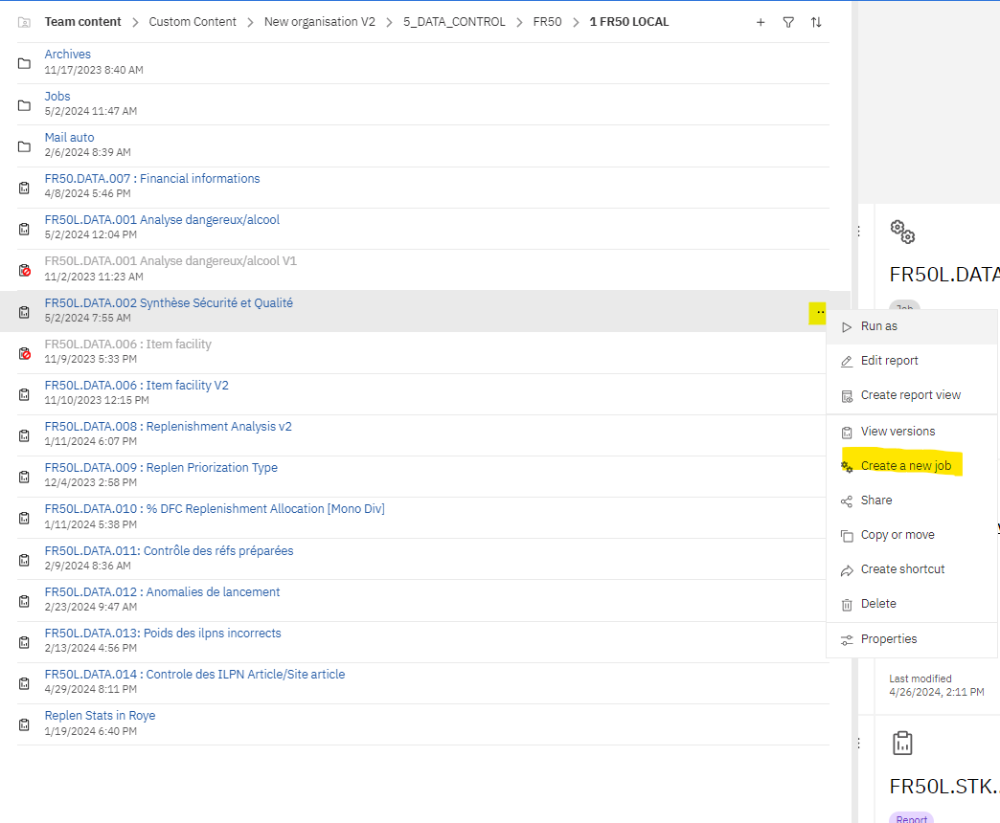 Team content > Custom Content > New organisation V2 > 5_DATA_CONTROL > FR50 > 1 FR50 LOCAL
Archives
11/17/2023 8:40 AM
Jobs
5/2/2024 11:47 AM
Mail auto
2/6/2024 8:39 AM
FR50.DATA.007 : Financial informations
4/8/2024 5:46 PM
FR50L.DATA.001 Analyse dangereux/alcool
5/2/2024 12:04 PM
FR50L.DATA.001 Analyse dangereux/alcool V1
11/2/2023 11:23 AM
FR50L.DATA.002 Synthèse Sécurité et Qualité
5/2/2024 7:55 AM
FR50L.DATA.006 : Item facility
11/9/2023 5:33 PM
FR50L.DATA.006 : Item facility V2
11/10/2023 12:15 PM
FR50L.DATA.008 : Replenishment Analysis v2
1/11/2024 6:07 PM
FR50L.DATA.009 : Replen Priorization Type
12/4/2023 2:58 PM
FR50L.DATA.010 : % DFC Replenishment Allocation [Mono Div]
1/11/2024 5:38 PM
FR50L.DATA.011: Contrôle des réfs préparées
2/9/2024 8:36 AM
FR50L.DATA.012 : Anomalies de lancement
2/23/2024 9:47 AM
FR50L.DATA.013: Poids des ilpns incorrects
2/13/2024 4:56 PM
FR50L.DATA.014 : Controle des ILPN Article/Site article
4/29/2024 8:11 PM
Replen Stats in Roye
1/19/2024 6:40 PM
FR50L.DATA
Job
Run as
Edit report
Create report view
View versions
Create a new job
Share
Copy or move
Create shortcut
Delete
Properties
Last modified
4/26/2024, 2:11 PM
FR50L.STK.
Report